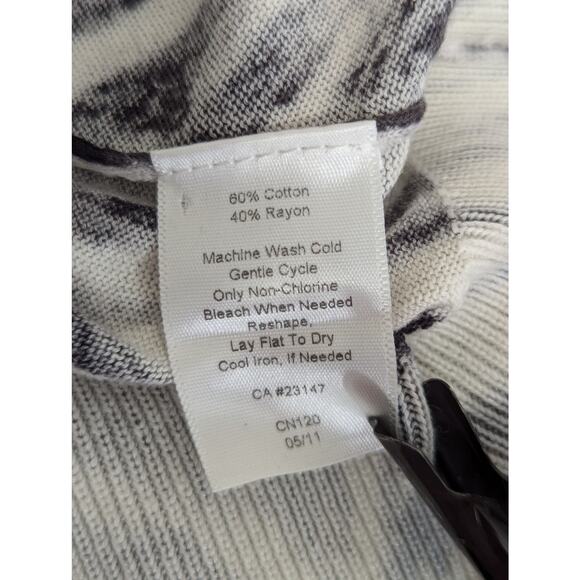 60% Cotton
40% Rayon
Machine Wash Cold
Gentle Cycle
Only Non-Chlorine
Bleach When Needed
Reshape,
Lay Flat To Dry
Cool Iron, If Needed
CA #23147
CN120
05/11